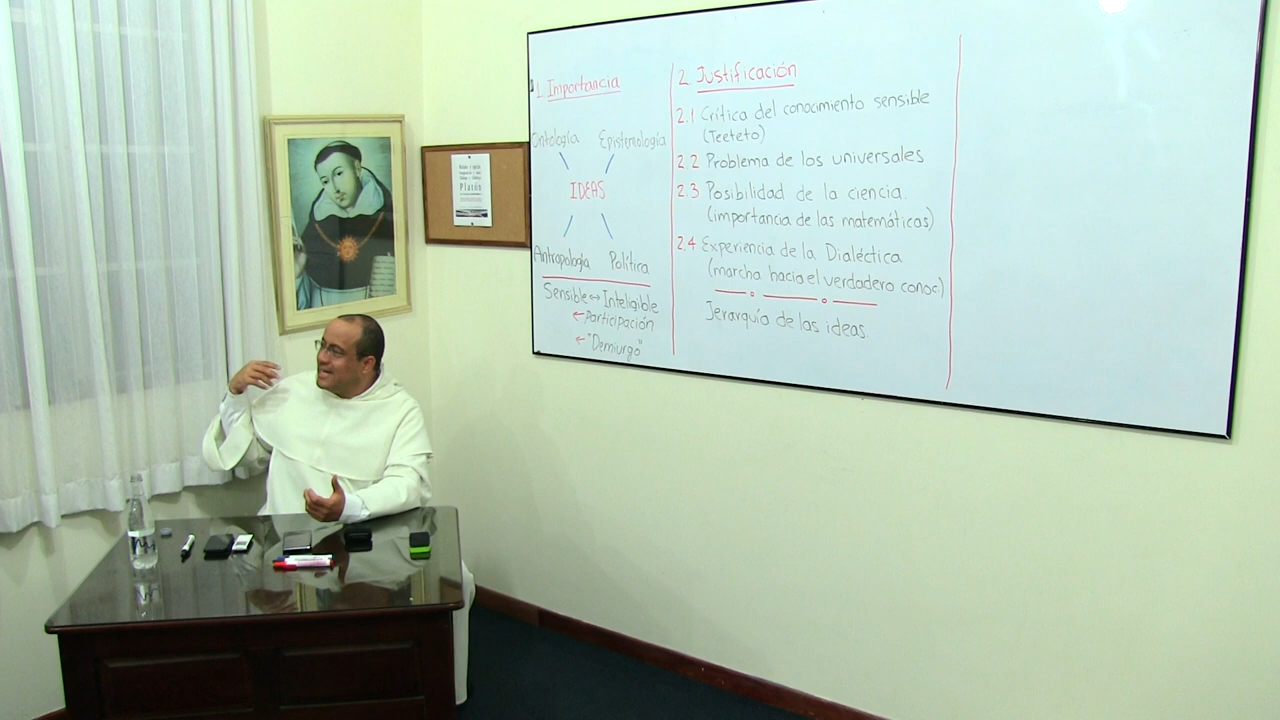 Platón
1. Importancia
Ontología Epistemología
IDEAS
Antropología Política
Sensible ↔ Inteligible
← participación
← "Demiurgo"
2. Justificación
2.1 Crítica del conocimiento sensible
(Teeteto)
2.2 Problema de los universales
2.3 Posibilidad de la ciencia.
(importancia de las matemáticas)
2.4 Experiencia de la Dialéctica
(marcha hacia el verdadero conoc)
Jerarquía de las ideas